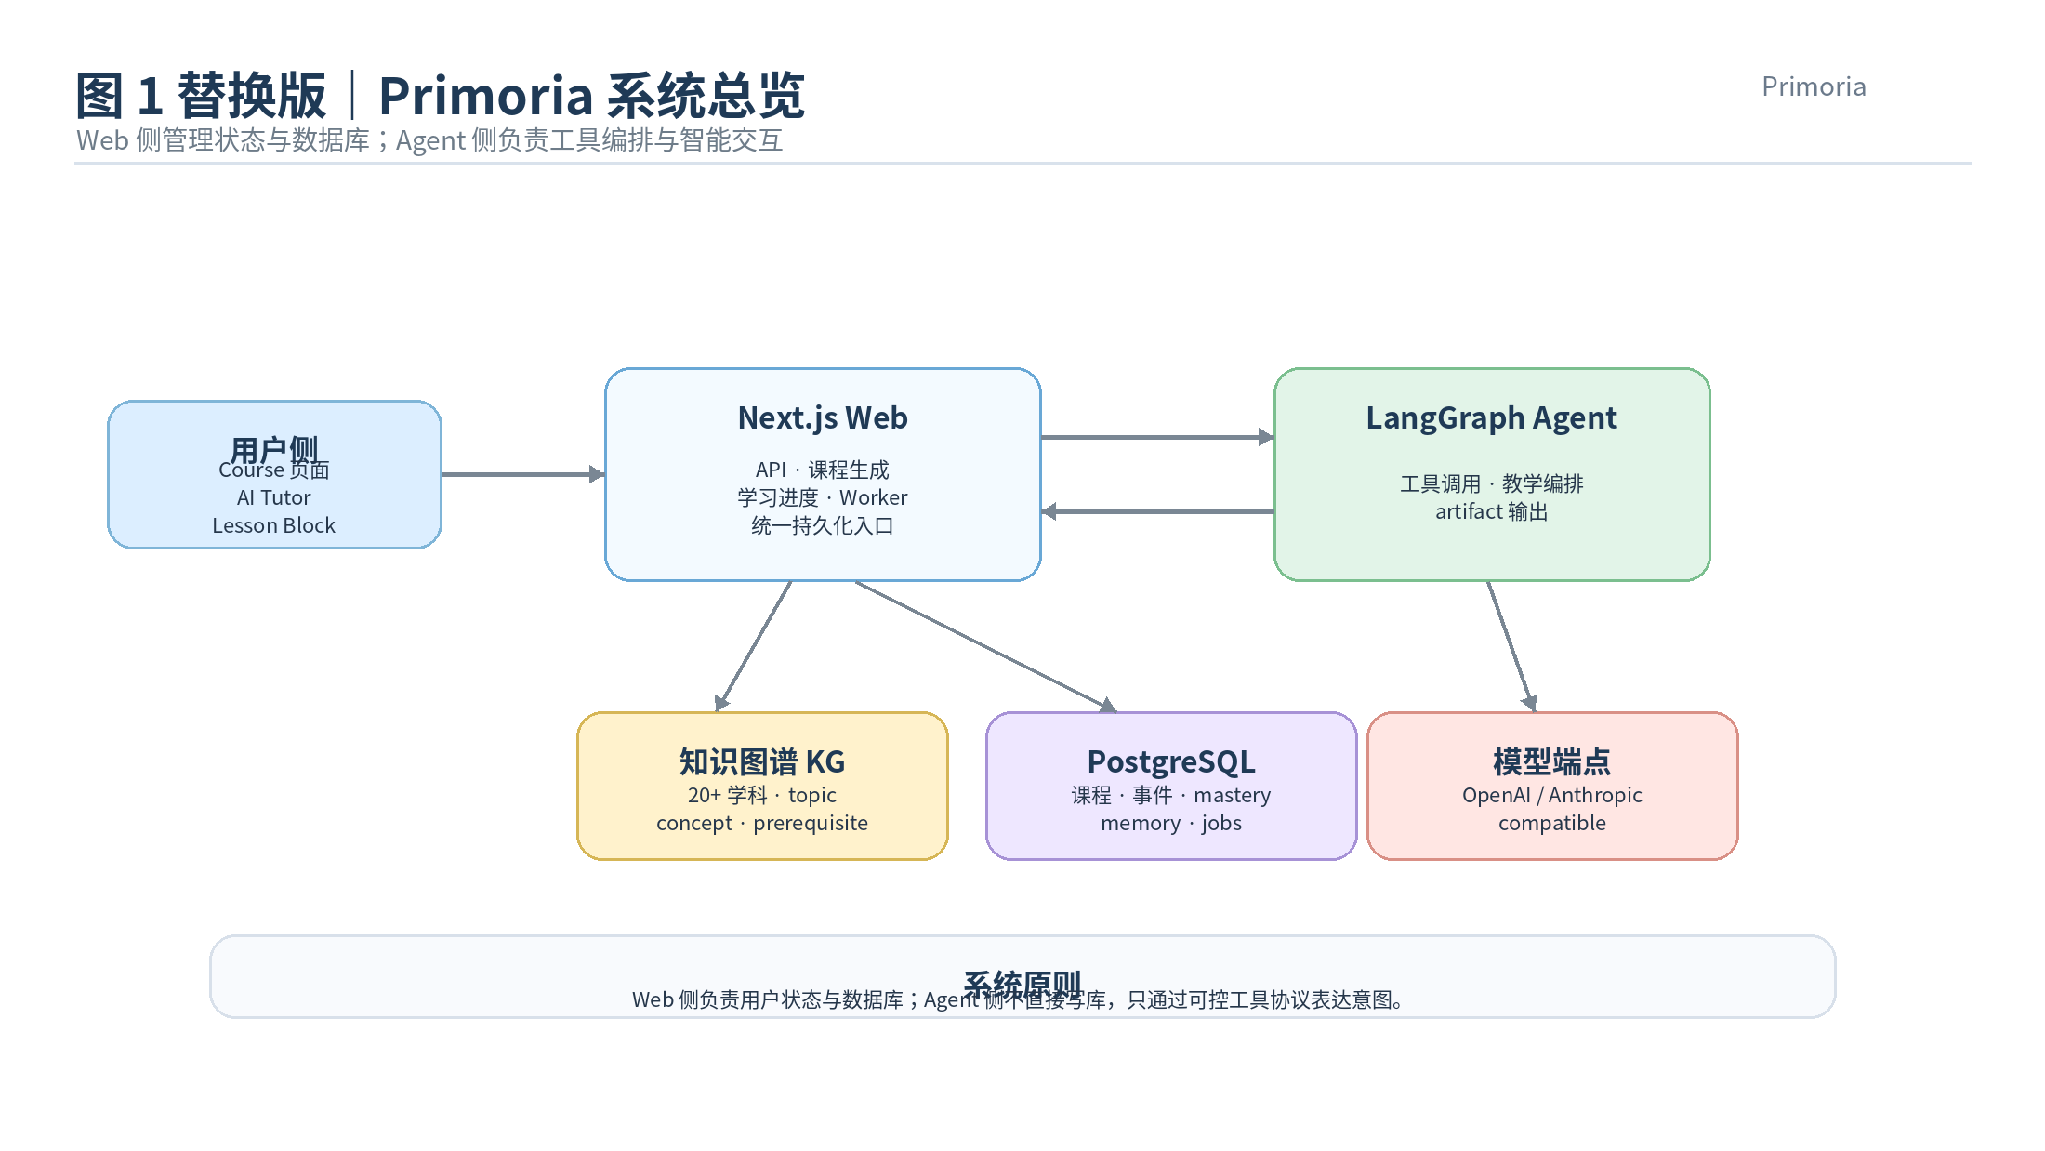 图 1 替换版｜Primoria 系统总览
Primoria
Web 侧管理状态与数据库；Agent 侧负责工具编排与智能交互
用户侧
Course 页面
AI Tutor
Lesson Block
Next.js Web
API · 课程生成
学习进度 · Worker
统一持久化入口
LangGraph Agent
工具调用 · 教学编排
artifact 输出
知识图谱 KG
20+ 学科 · topic
concept · prerequisite
PostgreSQL
课程 · 事件 · mastery
memory · jobs
模型端点
OpenAI / Anthropic
compatible
系统原则
Web 侧负责用户状态与数据库；Agent 侧不直接写库，只通过可控工具协议表达意图。